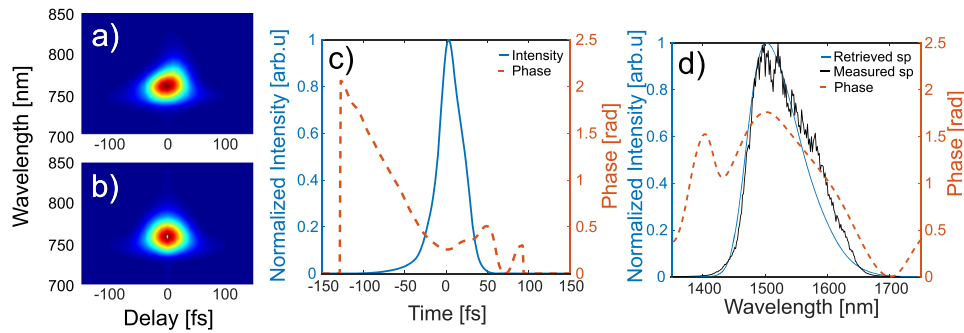 a)
850
800
750
700
-100
0
100
b)
850
800
750
700
-100
0
100
Wavelength [nm]
Delay [fs]
c)
Intensity
Phase
Normalized Intensity [arb.u]
1
0.8
0.6
0.4
0.2
0
2.5
2
1.5
1
0.5
0
Phase [rad]
-150
-100
-50
0
50
100
150
Time [fs]
d)
Retrieved sp
Measured sp
Phase
Normalized Intensity [arb.u]
1
0.8
0.6
0.4
0.2
0
2.5
2
1.5
1
0.5
0
Phase [rad]
1400
1500
1600
1700
Wavelength [nm]